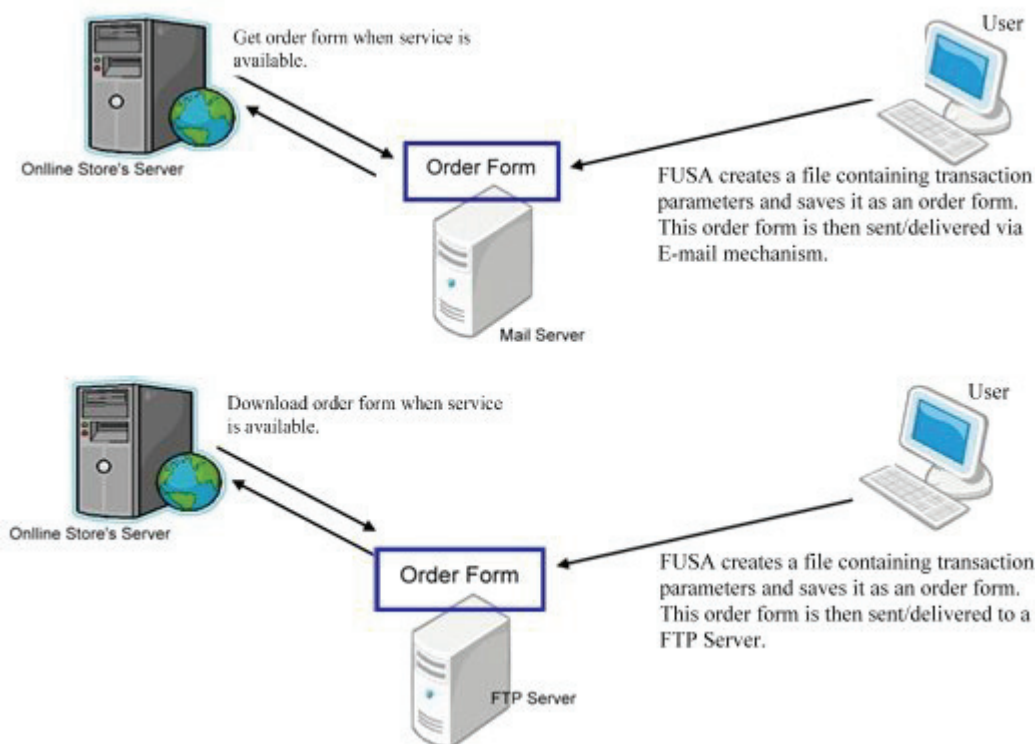 User
Get order form when service is
available.
Order Form
Onlline Store's Server
FUSA creates a file containing transaction
parameters and saves it as an order form.
This order form is then sent/delivered via
E-mail mechanism.
Mail Server
User
Download order form when service
is available.
Onlline Store's Server
Order Form
FUSA creates a file containing transaction
parameters and saves it as an order form.
This order form is then sent/delivered to a
FTP Server.
FTP Server